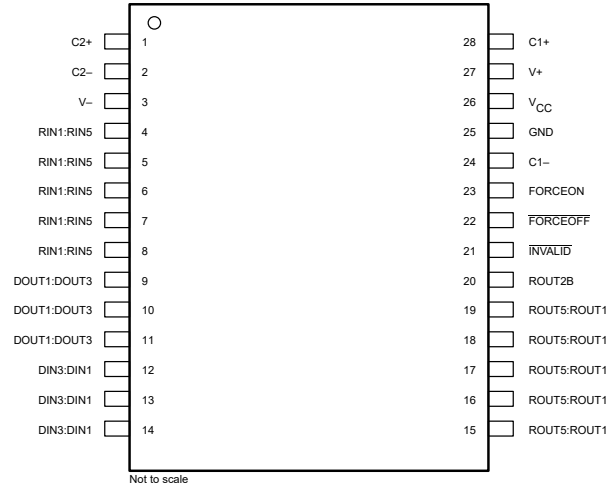 C2+ 1 28 C1+
C2– 2 27 V+
V– 3 26 VCC
RIN1:RIN5 4 25 GND
RIN1:RIN5 5 24 C1–
RIN1:RIN5 6 23 FORCEON
RIN1:RIN5 7 22 FORCEOFF
RIN1:RIN5 8 21 INVALID
DOUT1:DOUT3 9 20 ROUT2B
DOUT1:DOUT3 10 19 ROUT5:ROUT1
DOUT1:DOUT3 11 18 ROUT5:ROUT1
DIN3:DIN1 12 17 ROUT5:ROUT1
DIN3:DIN1 13 16 ROUT5:ROUT1
DIN3:DIN1 14 15 ROUT5:ROUT1
Not to scale